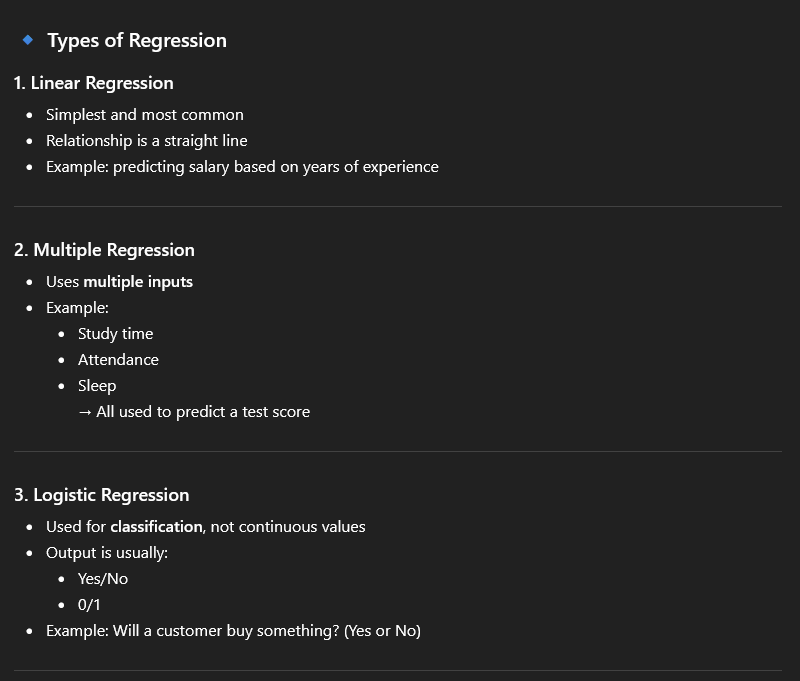 Types of Regression
1. Linear Regression
• Simplest and most common
• Relationship is a straight line
• Example: predicting salary based on years of experience
2. Multiple Regression
• Uses multiple inputs
• Example:
• Study time
• Attendance
• Sleep
→ All used to predict a test score
3. Logistic Regression
• Used for classification, not continuous values
• Output is usually:
• Yes/No
• 0/1
• Example: Will a customer buy something? (Yes or No)